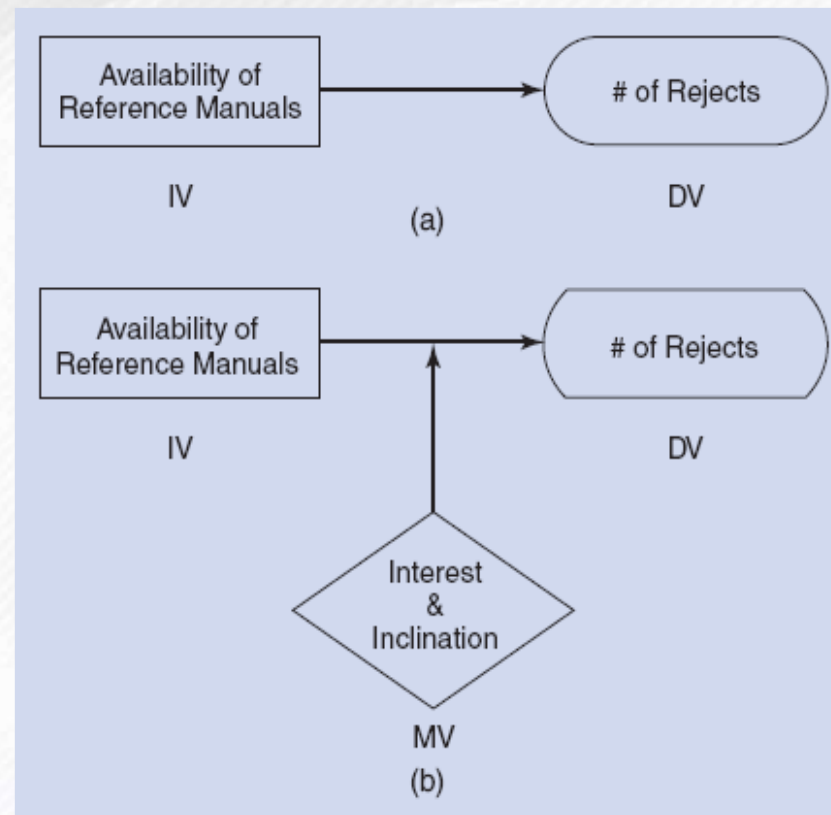 Availability of
Reference Manuals
# of Rejects
IV
DV
(a)
Availability of
Reference Manuals
# of Rejects
IV
DV
Interest
&
Inclination
MV
(b)